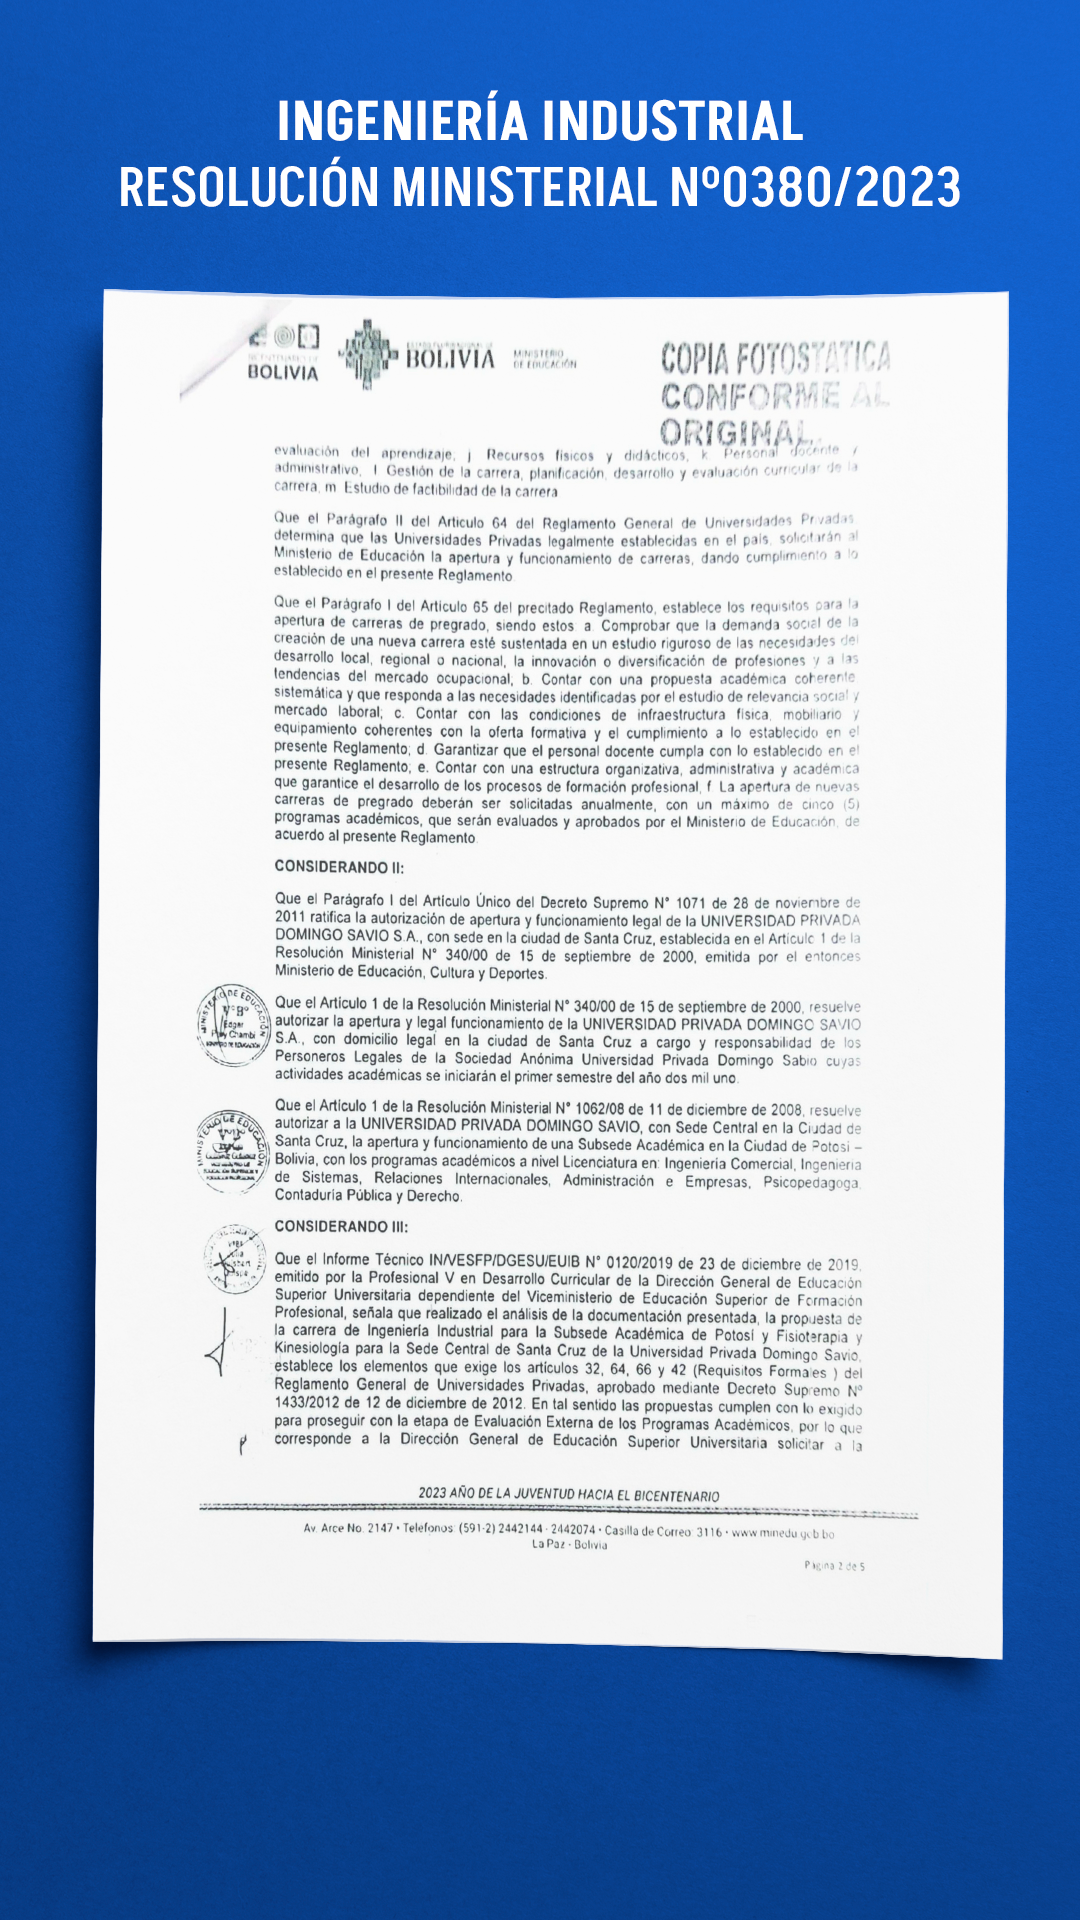 INGENIERÍA INDUSTRIAL
RESOLUCIÓN MINISTERIAL Nº0380/2023
BICENTENARIO DE
BOLIVIA
ESTADO PLURINACIONAL DE
BOLIVIA
MINISTERIO
DE EDUCACIÓN
COPIA FOTOSTATICA
CONFORME AL
ORIGINAL
evaluación del aprendizaje, j Recursos físicos y didácticos, k Personal docente y
administrativo, l Gestión de la carrera, planificación, desarrollo y evaluación curricular de la
carrera, m Estudio de factibilidad de la carrera
Que el Parágrafo II del Articulo 64 del Reglamento General de Universidades Privadas
determina que las Universidades Privadas legalmente establecidas en el país, solicitarán al
Ministerio de Educación la apertura y funcionamiento de carreras, dando cumplimiento a lo
establecido en el presente Reglamento
Que el Parágrafo I del Artículo 65 del precitado Reglamento, establece los requisitos para la
apertura de carreras de pregrado, siendo estos a. Comprobar que la demanda social de la
creación de una nueva carrera esté sustentada en un estudio riguroso de las necesidades del
desarrollo local, regional o nacional, la innovación o diversificación de profesiones y a las
tendencias del mercado ocupacional; b. Contar con una propuesta académica coherente
sistemática y que responda a las necesidades identificadas por el estudio de relevancia social y
mercado laboral; c. Contar con las condiciones de infraestructura física, mobiliario y
equipamiento coherentes con la oferta formativa y el cumplimiento a lo establecido en el
presente Reglamento; d. Garantizar que el personal docente cumpla con lo establecido en el
presente Reglamento; e. Contar con una estructura organizativa, administrativa y académica
que garantice el desarrollo de los procesos de formación profesional, f La apertura de nuevas
carreras de pregrado deberán ser solicitadas anualmente, con un máximo de cinco (5)
programas académicos, que serán evaluados y aprobados por el Ministerio de Educación, de
acuerdo al presente Reglamento.
CONSIDERANDO II:
Que el Parágrafo I del Artículo Único del Decreto Supremo N° 1071 de 28 de noviembre de
2011 ratifica la autorización de apertura y funcionamiento legal de la UNIVERSIDAD PRIVADA
DOMINGO SAVIO S.A., con sede en la ciudad de Santa Cruz, establecida en el Artículo 1 de la
Resolución Ministerial N° 340/00 de 15 de septiembre de 2000, emitida por el entonces
Ministerio de Educación, Cultura y Deportes.
Que el Artículo 1 de la Resolución Ministerial N° 340/00 de 15 de septiembre de 2000, resuelve
autorizar la apertura y legal funcionamiento de la UNIVERSIDAD PRIVADA DOMINGO SAVIO
S.A., con domicilio legal en la ciudad de Santa Cruz a cargo y responsabilidad de los
Personeros Legales de la Sociedad Anónima Universidad Privada Domingo Sabio cuyas
actividades académicas se iniciarán el primer semestre del año dos mil uno.
Que el Artículo 1 de la Resolución Ministerial N° 1062/08 de 11 de diciembre de 2008, resuelve
autorizar a la UNIVERSIDAD PRIVADA DOMINGO SAVIO, con Sede Central en la Ciudad de
Santa Cruz, la apertura y funcionamiento de una Subsede Académica en la Ciudad de Potosí –
Bolivia, con los programas académicos a nivel Licenciatura en: Ingeniería Comercial, Ingeniería
de Sistemas, Relaciones Internacionales, Administración e Empresas, Psicopedagoga,
Contaduría Pública y Derecho.
CONSIDERANDO III:
Que el Informe Técnico IN/VESFP/DGESU/EUIB N° 0120/2019 de 23 de diciembre de 2019,
emitido por la Profesional V en Desarrollo Curricular de la Dirección General de Educación
Superior Universitaria dependiente del Viceministerio de Educación Superior de Formación
Profesional, señala que realizado el análisis de la documentación presentada, la propuesta de
la carrera de Ingeniería Industrial para la Subsede Académica de Potosí y Fisioterapia y
Kinesiología para la Sede Central de Santa Cruz de la Universidad Privada Domingo Savio,
establece los elementos que exige los artículos 32, 64, 66 y 42 (Requisitos Formales ) del
Reglamento General de Universidades Privadas, aprobado mediante Decreto Supremo N°
1433/2012 de 12 de diciembre de 2012. En tal sentido las propuestas cumplen con lo exigido
para proseguir con la etapa de Evaluación Externa de los Programas Académicos, por lo que
corresponde a la Dirección General de Educación Superior Universitaria solicitar a la
MINISTERIO DE EDUCACIÓN
V°B°
Edgar
Chambi
MINISTERIO DE EDUCACIÓN
2023 AÑO DE LA JUVENTUD HACIA EL BICENTENARIO
Av. Arce No. 2147 • Teléfonos: (591-2) 2442144 - 2442074 • Casilla de Correo: 3116 • www.minedu.gob.bo
La Paz - Bolivia
Página 2 de 5